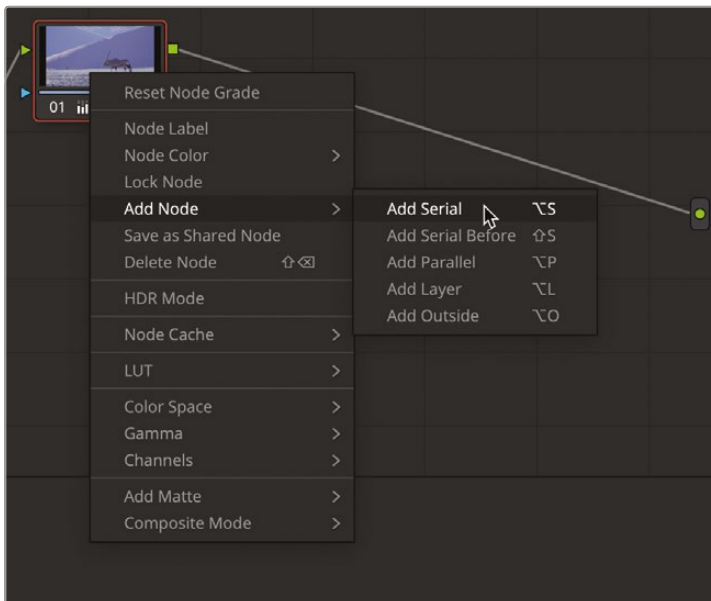 01
Reset Node Grade
Node Label
Node Color >
Lock Node
Add Node >
Save as Shared Node
Delete Node ⇧⌫
HDR Mode
Node Cache >
LUT >
Color Space >
Gamma >
Channels >
Add Matte >
Composite Mode >
Add Serial ⌥S
Add Serial Before ⇧S
Add Parallel ⌥P
Add Layer ⌥L
Add Outside ⌥O